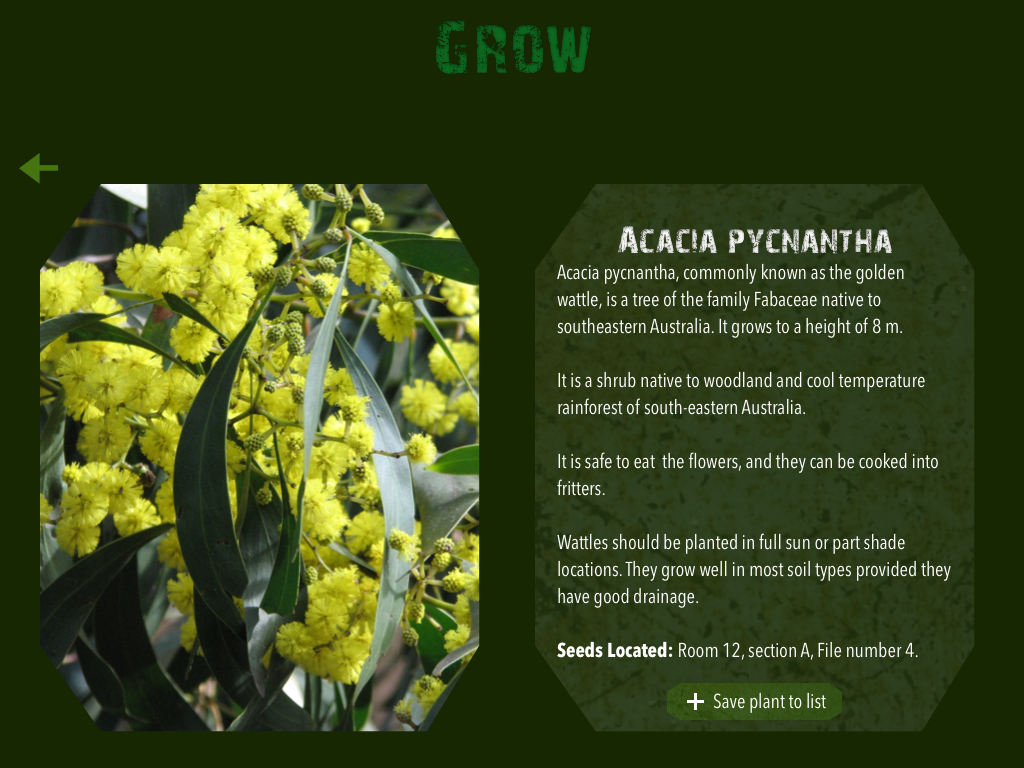 Grow
Acacia pycnantha
Acacia pycnantha, commonly known as the golden
wattle, is a tree of the family Fabaceae native to
southeastern Australia. It grows to a height of 8 m.
It is a shrub native to woodland and cool temperature
rainforest of south-eastern Australia.
It is safe to eat  the flowers, and they can be cooked into
fritters.
Wattles should be planted in full sun or part shade
locations. They grow well in most soil types provided they
have good drainage.
Seeds Located: Room 12, section A, File number 4.
+ Save plant to list